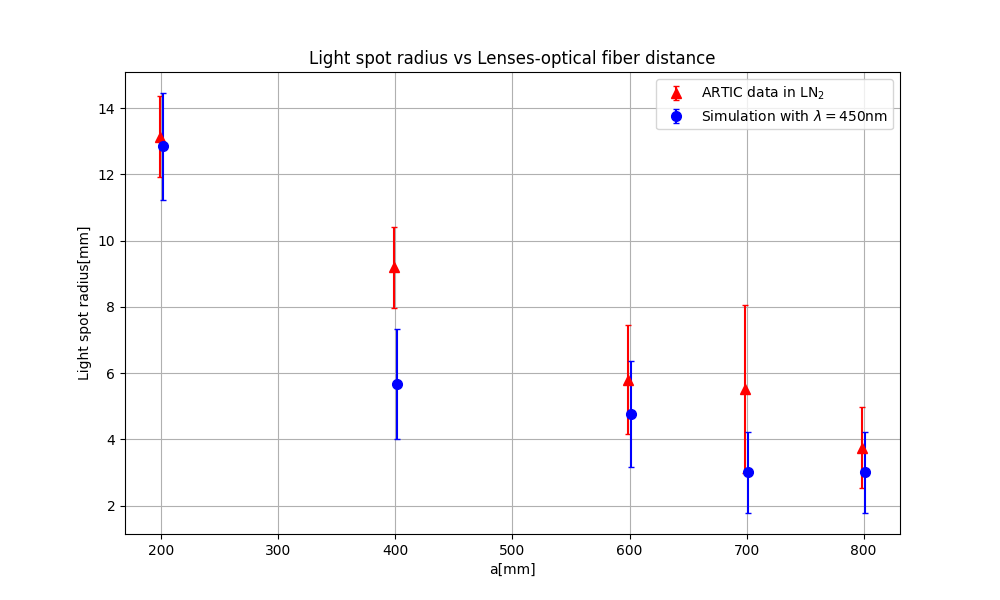 Light spot radius vs Lenses-optical fiber distance
ARTIC data in LN₂
Simulation with λ = 450nm
14
12
10
8
6
4
2
Light spot radius[mm]
200 300 400 500 600 700 800
a[mm]